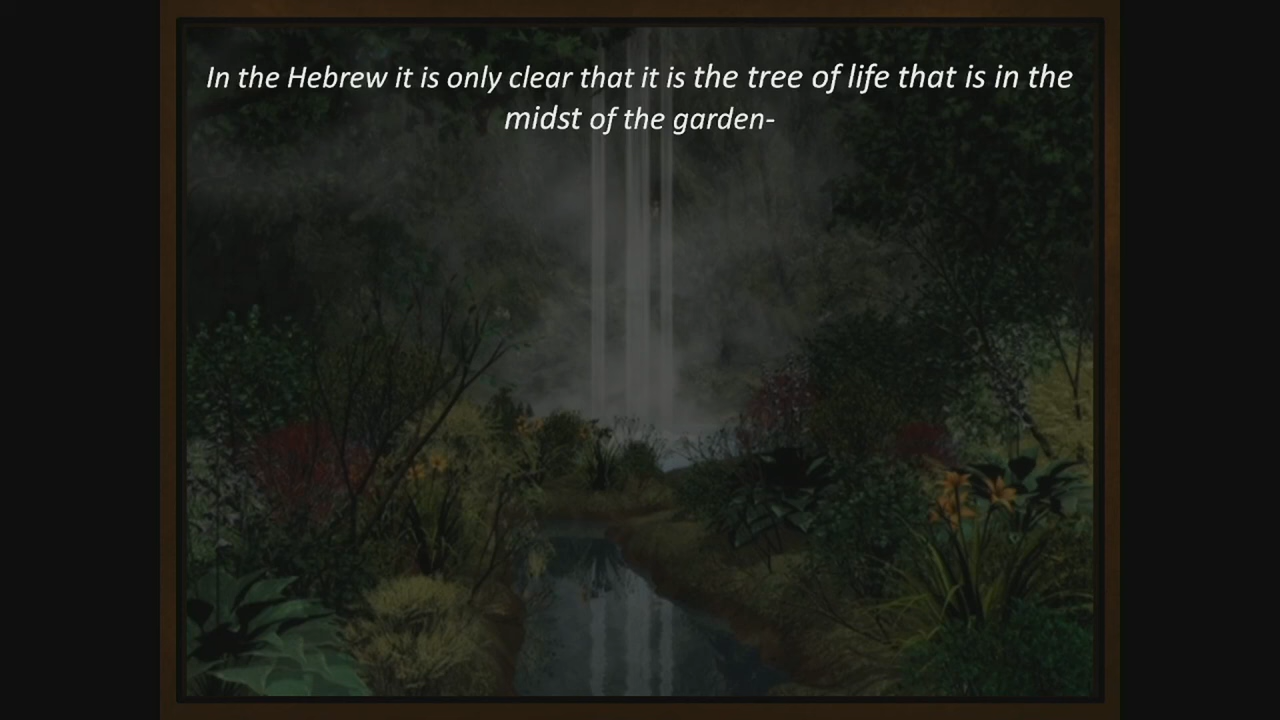 In the Hebrew it is only clear that it is the tree of life that is in the
midst of the garden-